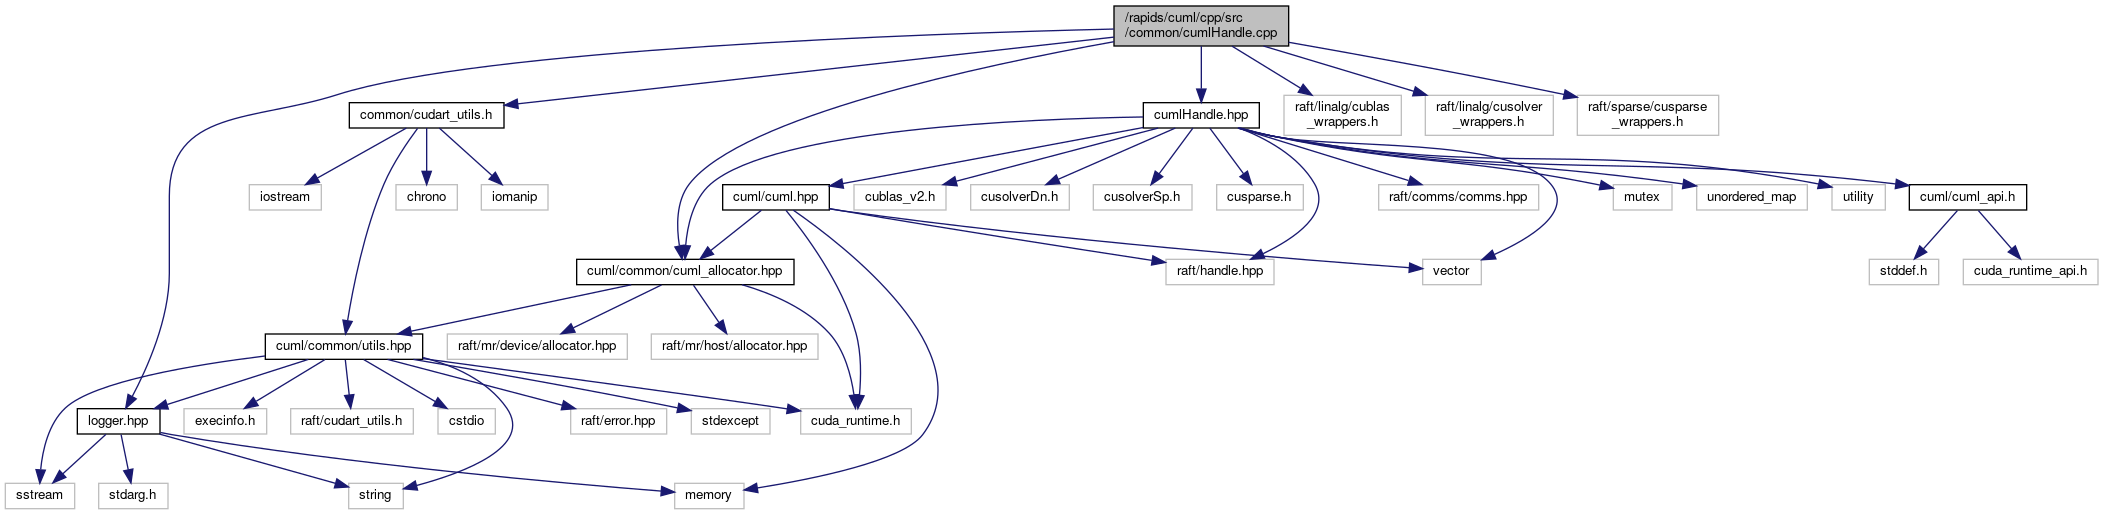 /rapids/cuml/cpp/src
/common/cumlHandle.cpp
common/cudart_utils.h
cumlHandle.hpp
raft/linalg/cublas
_wrappers.h
raft/linalg/cusolver
_wrappers.h
raft/sparse/cusparse
_wrappers.h
iostream
chrono
iomanip
cuml/cuml.hpp
cublas_v2.h
cusolverDn.h
cusolverSp.h
cusparse.h
raft/comms/comms.hpp
mutex
unordered_map
utility
cuml/cuml_api.h
cuml/common/cuml_allocator.hpp
raft/handle.hpp
vector
stddef.h
cuda_runtime_api.h
cuml/common/utils.hpp
raft/mr/device/allocator.hpp
raft/mr/host/allocator.hpp
logger.hpp
execinfo.h
raft/cudart_utils.h
cstdio
raft/error.hpp
stdexcept
cuda_runtime.h
sstream
stdarg.h
string
memory